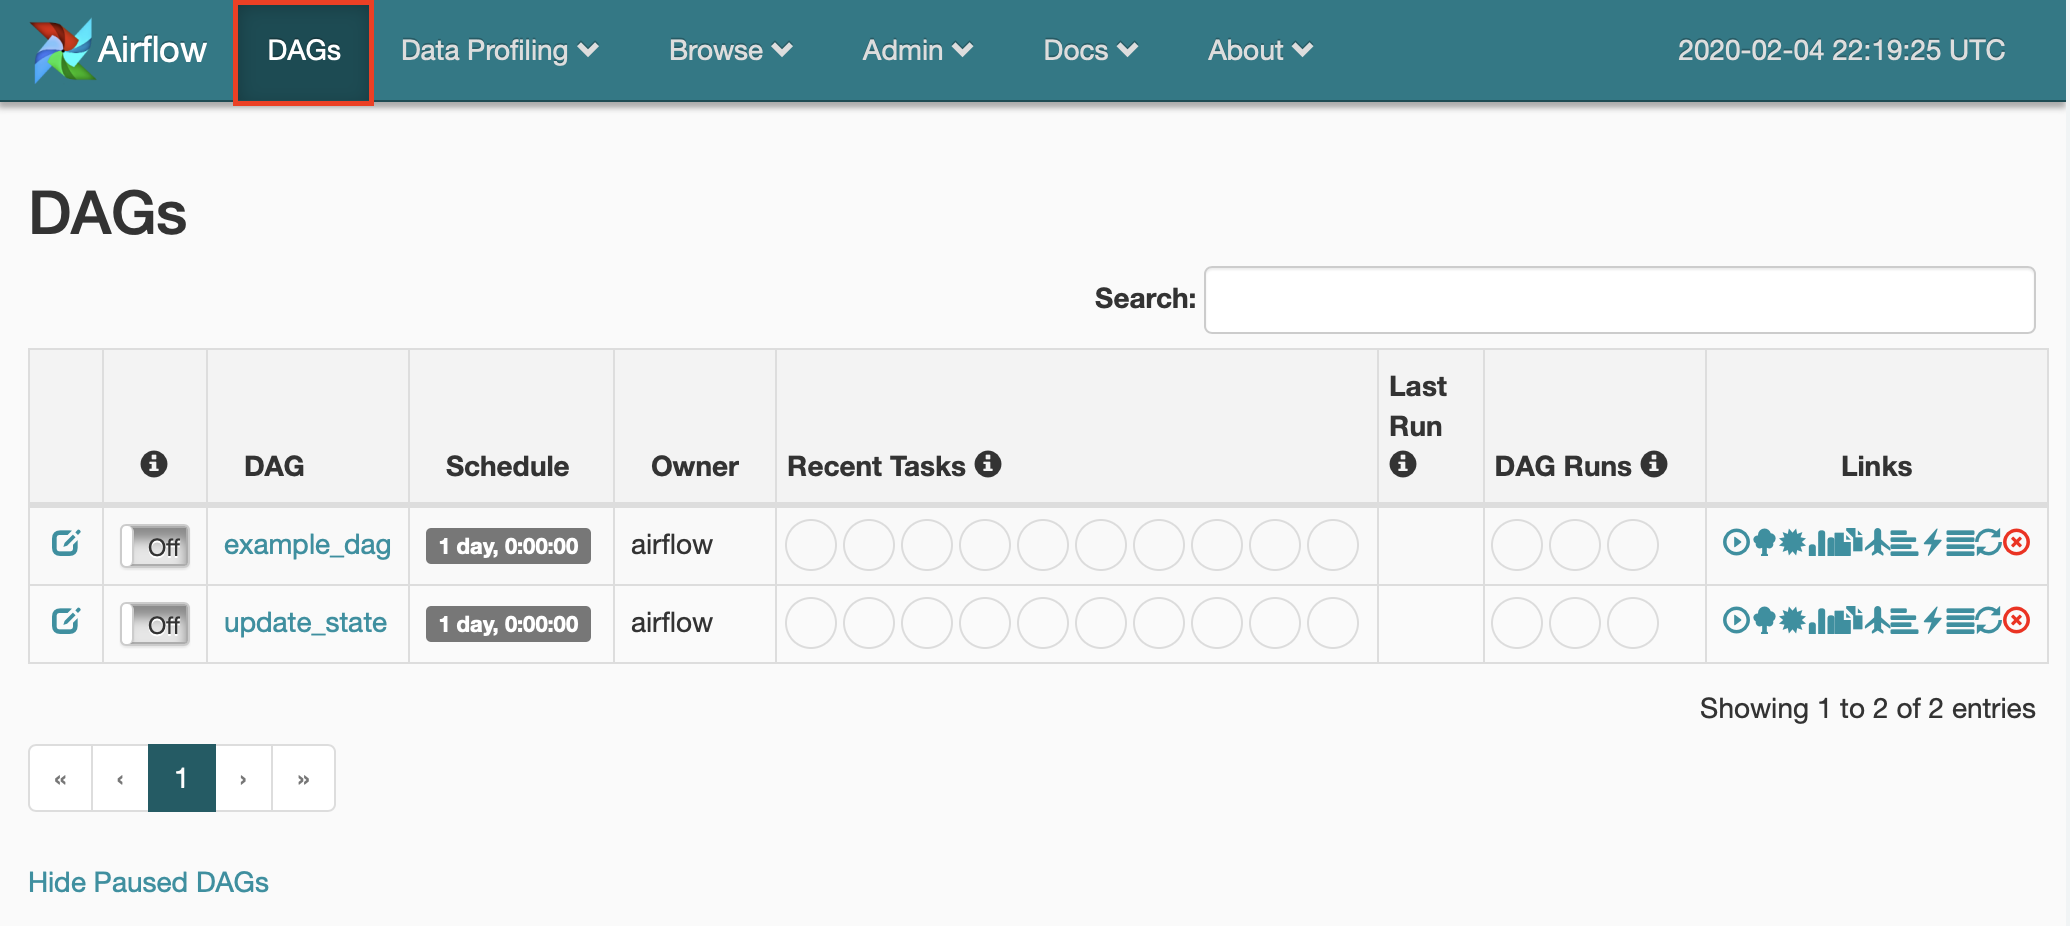 Airflow DAGs Data Profiling Browse Admin Docs About 2020-02-04 22:19:25 UTC
DAGs
Search:
DAG Schedule Owner Recent Tasks Last Run DAG Runs Links
Off example_dag 1 day, 0:00:00 airflow
Off update_state 1 day, 0:00:00 airflow
Showing 1 to 2 of 2 entries
« ‹ 1 › »
Hide Paused DAGs